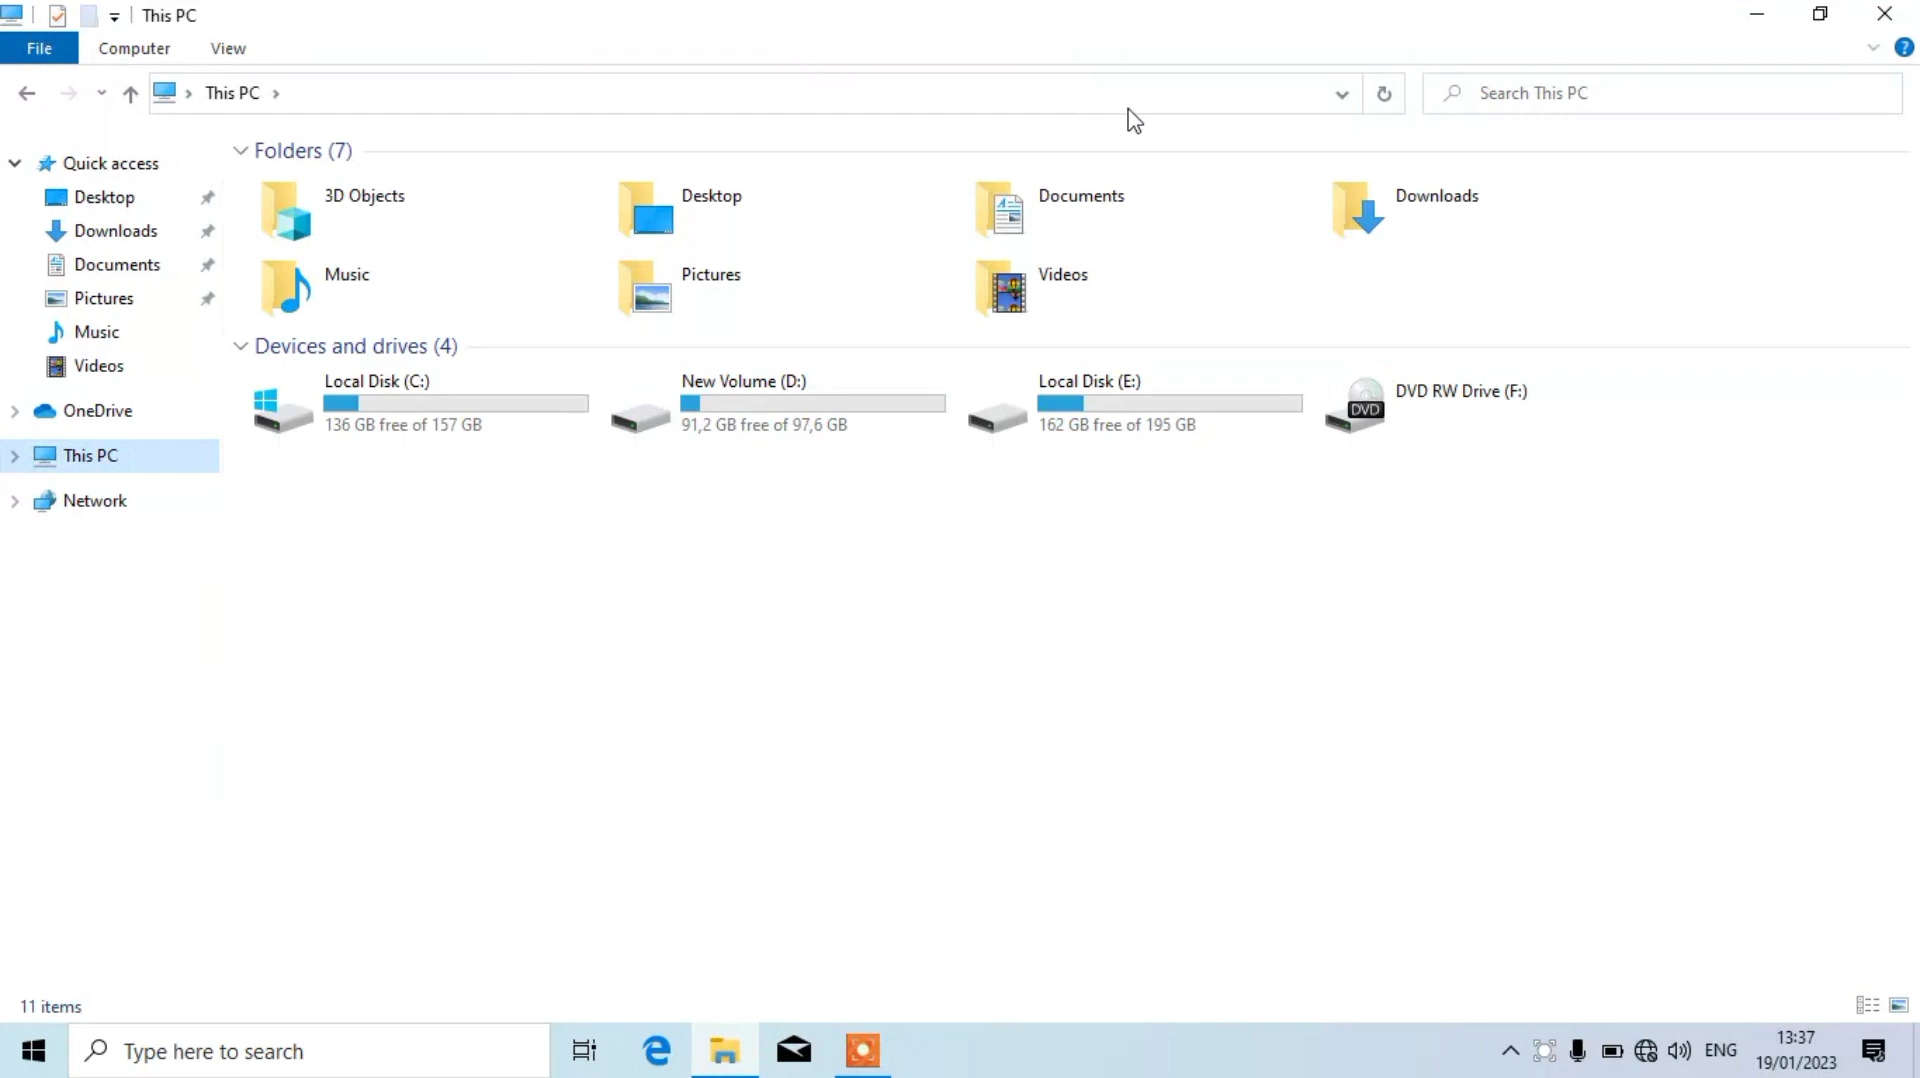 This PC
File Computer View
This PC
Search This PC
Quick access
Desktop
Downloads
Documents
Pictures
Music
Videos
OneDrive
This PC
Network
Folders (7)
3D Objects Desktop Documents Downloads
Music Pictures Videos
Devices and drives (4)
Local Disk (C:)
136 GB free of 157 GB
New Volume (D:)
91,2 GB free of 97,6 GB
Local Disk (E:)
162 GB free of 195 GB
DVD RW Drive (F:)
DVD
11 items
Type here to search
ENG
13:37
19/01/2023